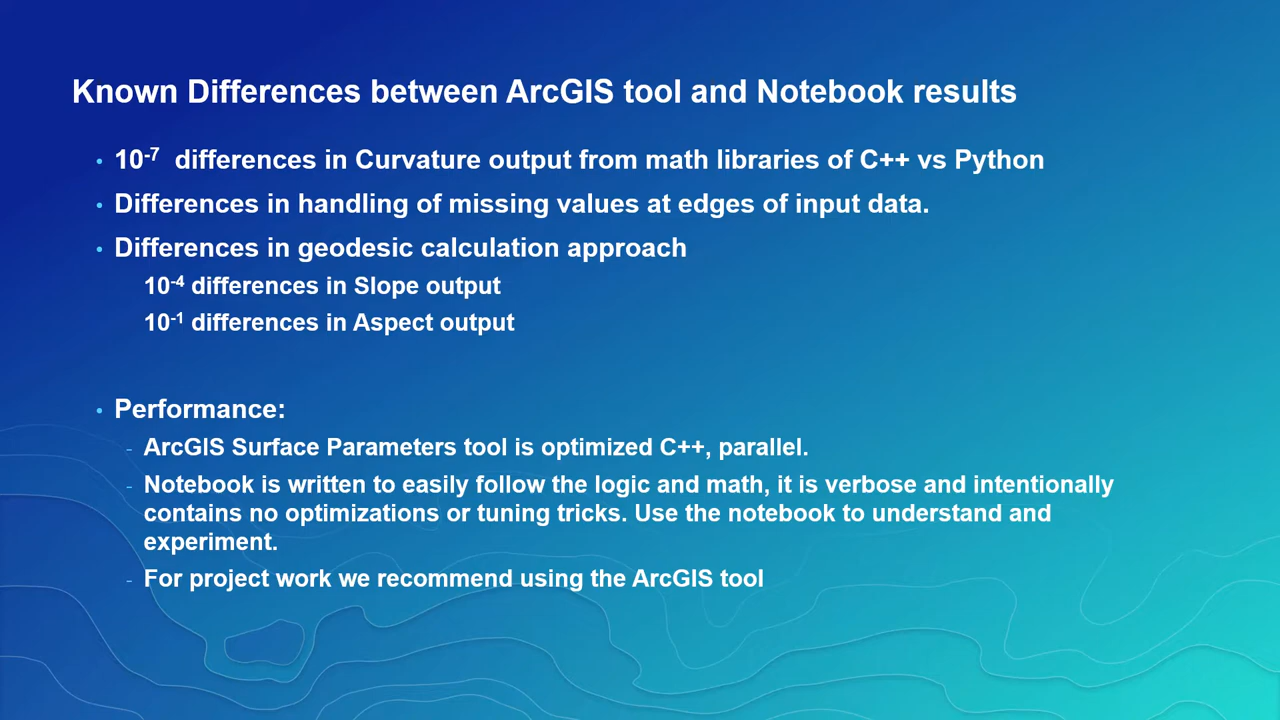 Known Differences between ArcGIS tool and Notebook results
• 10⁻⁷ differences in Curvature output from math libraries of C++ vs Python
• Differences in handling of missing values at edges of input data.
• Differences in geodesic calculation approach
10⁻⁴ differences in Slope output
10⁻¹ differences in Aspect output
• Performance:
- ArcGIS Surface Parameters tool is optimized C++, parallel.
- Notebook is written to easily follow the logic and math, it is verbose and intentionally
contains no optimizations or tuning tricks. Use the notebook to understand and
experiment.
- For project work we recommend using the ArcGIS tool